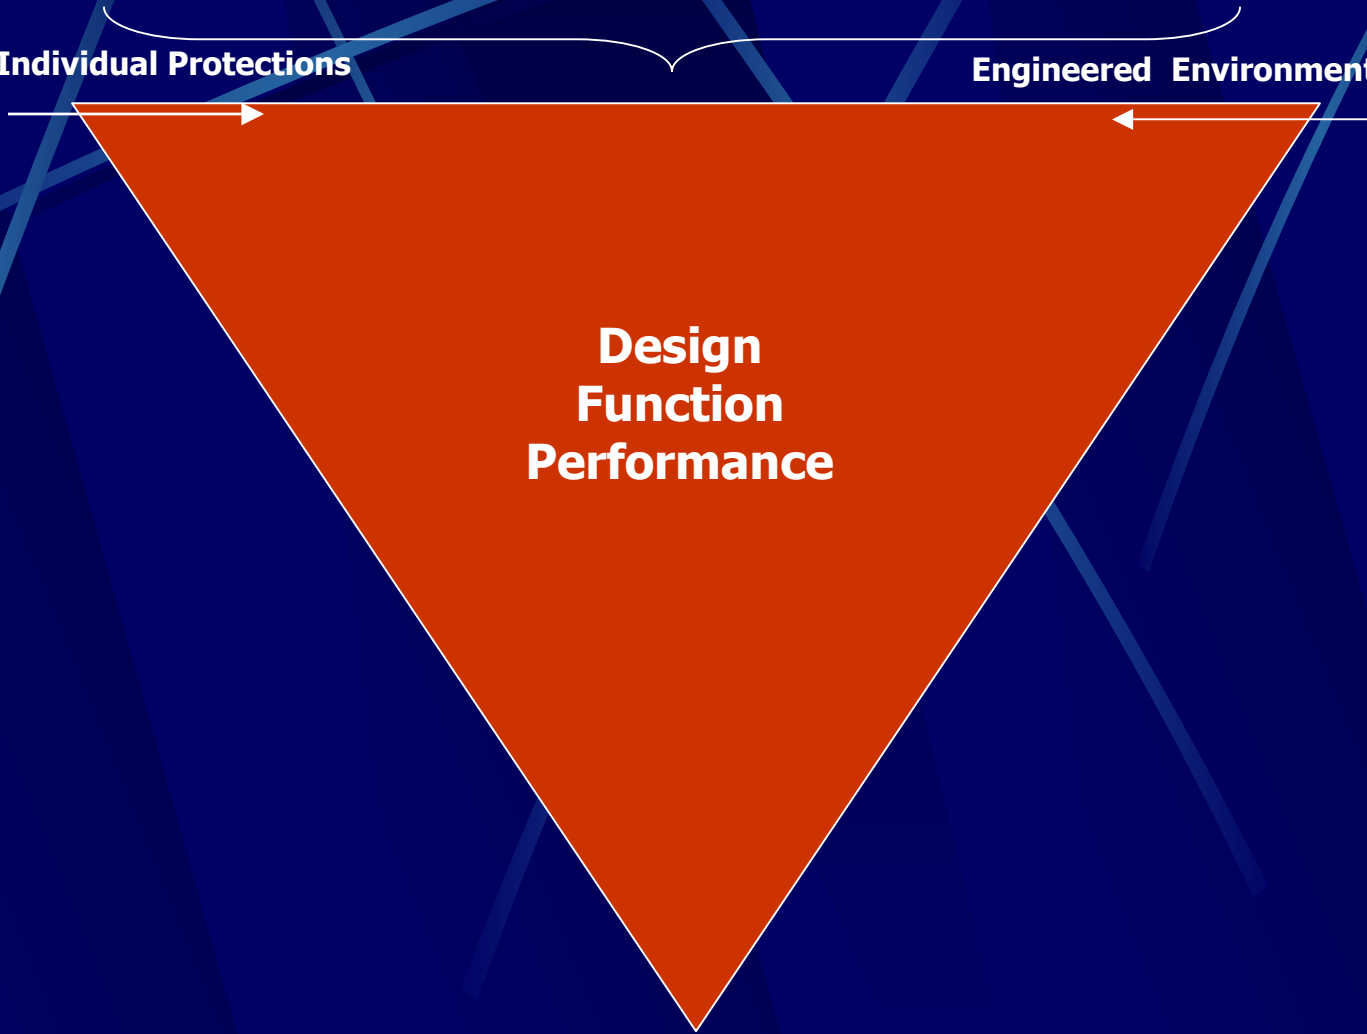 Individual Protections
Engineered Environment
Design
Function
Performance